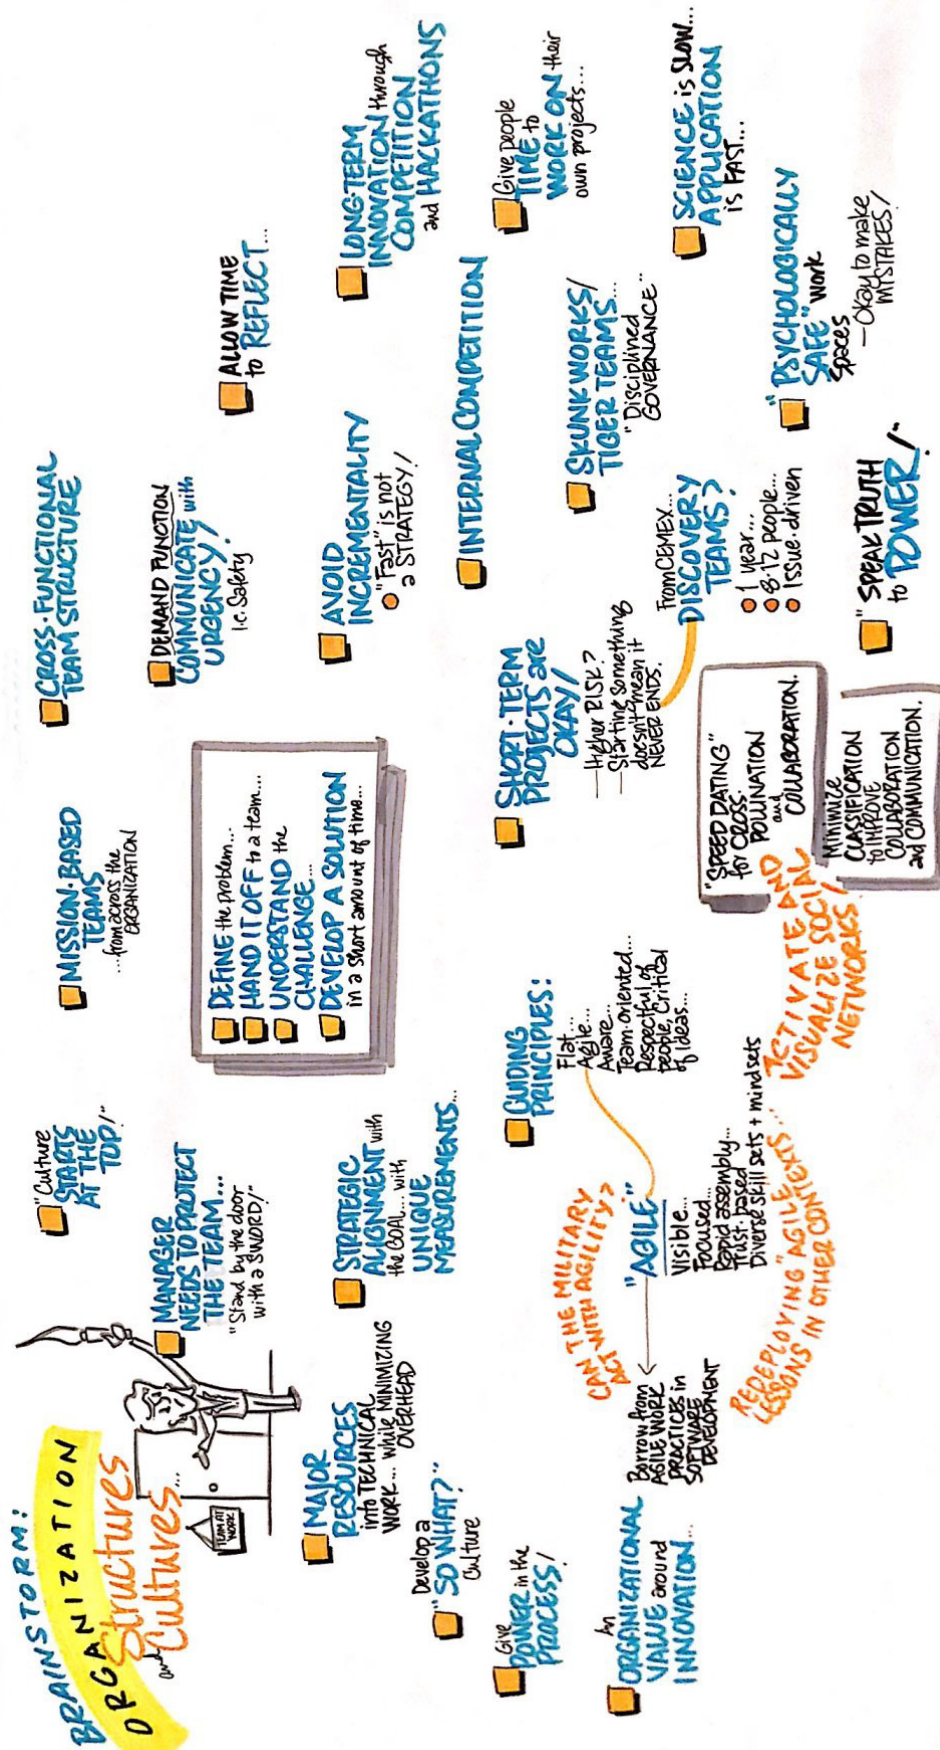 BRAINSTORM:
ORGANIZATION
Structures
and Cultures...
TEAM AT
WORK
"Culture
STARTS
AT THE
TOP!"
MANAGER
NEEDS TO PROTECT
THE TEAM...
"Stand by the door
with a SWORD!"
MAJOR
RESOURCES
into TECHNICAL
WORK... while MINIMIZING
OVERHEAD
STRATEGIC
ALIGNMENT with
the GOAL... with
UNIQUE
MEASUREMENTS...
Develop a
"SO WHAT?"
Culture
Give
POWER in the
PROCESS!
An
ORGANIZATIONAL
VALUE around
INNOVATION...
MISSION-BASED
TEAMS
...from across the
ORGANIZATION
CROSS-FUNCTIONAL
TEAM STRUCTURE
DEFINE the problem...
HAND IT OFF to a team...
UNDERSTAND the
CHALLENGE...
DEVELOP A SOLUTION
in a short amount of time...
DEMAND FUNCTION
COMMUNICATE with
URGENCY!
i.e. Safety
ALLOW TIME
to REFLECT...
AVOID
INCREMENTALITY
"Fast" is not
a STRATEGY!
LONG-TERM
INNOVATION through
COMPETITION
and HACKATHONS
INTERNAL COMPETITION
Give people
TIME to
WORK ON their
own projects...
GUIDING
PRINCIPLES:
Flat...
Agile...
Aware...
Team-oriented...
Respectful of
people, Critical
of ideas...
CAN THE MILITARY
ACT WITH AGILITY?
"AGILE"
Visible...
Focused...
Rapid assembly...
Trust-based
Diverse skill sets + mindsets
Borrow from
AGILE WORK
PRACTICES in
SOFTWARE
DEVELOPMENT
REDEPLOYING "AGILE
LESSONS" IN OTHER CONTEXTS...
SHORT-TERM
PROJECTS are
OKAY!
—Higher RISK?
—Starting something
doesn't mean it
NEVER ENDS.
From CEMEX...
DISCOVERY
TEAMS?
1 year...
8-12 people...
Issue-driven
SKUNKWORKS/
TIGER TEAMS...
"Disciplined
GOVERNANCE"
SCIENCE is SLOW...
APPLICATION
is FAST...
"PSYCHOLOGICALLY
SAFE" work
spaces
—Okay to make
MISTAKES!
"SPEAK TRUTH
to POWER!"
"SPEED DATING"
for CROSS-
POLLINATION
and
COLLABORATION.
Minimize
CLASSIFICATION
to IMPROVE
COLLABORATION
and COMMUNICATION.
ACTIVATE AND
VISUALIZE SOCIAL
NETWORKS!